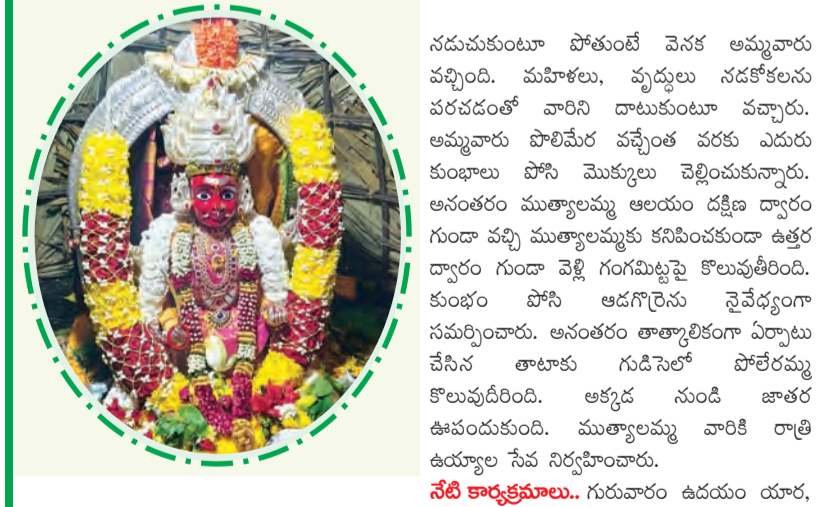 నడుచుకుంటూ పోతుంటే వెనక అమ్మవారు
వచ్చింది. మహిళలు, వృద్ధులు నడకోకలను
పరచడంతో వారిని దాటుకుంటూ వచ్చారు.
అమ్మవారు పొలిమేర వచ్చేంత వరకు ఎదురు
కుంభాలు పోసి మొక్కులు చెల్లించుకున్నారు.
అనంతరం ముత్యాలమ్మ ఆలయం దక్షిణ ద్వారం
గుండా వచ్చి ముత్యాలమ్మకు కనిపించకుండా ఉత్తర
ద్వారం గుండా వెళ్లి గంగమిట్టపై కొలువుతీరింది.
కుంభం పోసి ఆడగొర్రెను నైవేధ్యంగా
సమర్పించారు. అనంతరం తాత్కాలికంగా ఏర్పాటు
చేసిన తాటాకు గుడిసెలో పోలేరమ్మ
కొలువుదీరింది. అక్కడ నుండి జాతర
ఊపందుకుంది. ముత్యాలమ్మ వారికి రాత్రి
ఉయ్యాల సేవ నిర్వహించారు.
నేటి కార్యక్రమాలు.. గురువారం ఉదయం యార,